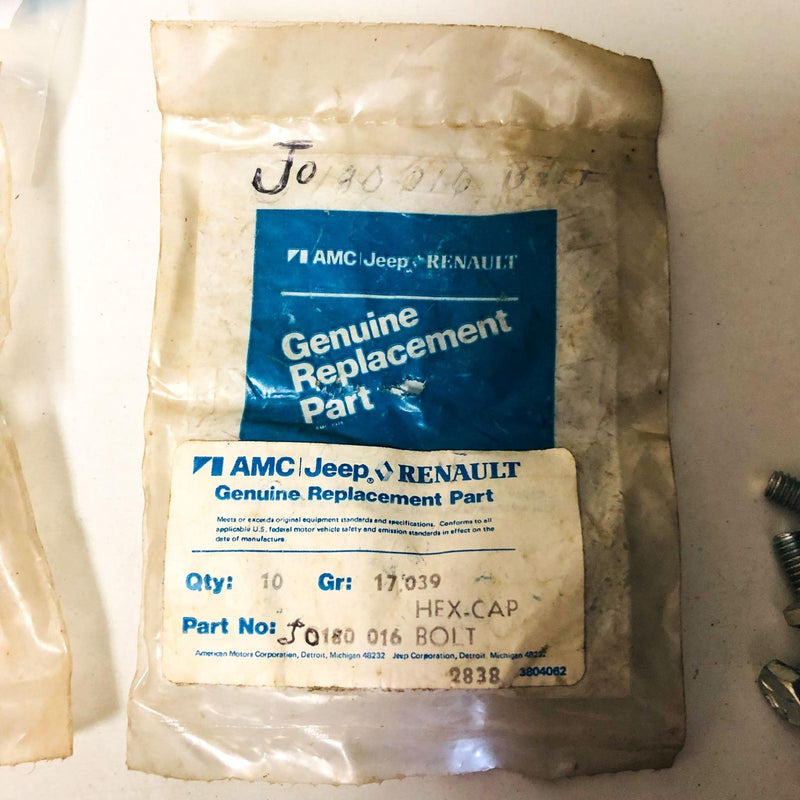 J0180 016 BOLT
AMC Jeep RENAULT
Genuine
Replacement
Part
AMC Jeep® RENAULT
Genuine Replacement Part
Meets or exceeds original equipment standards and specifications. Conforms to all
applicable U.S. federal motor vehicle safety and emission standards in effect on the
date of manufacture.
Qty: 10 Gr: 17.039
HEX-CAP
Part No: J0180 016 BOLT
American Motors Corporation, Detroit, Michigan 48232 Jeep Corporation, Detroit, Michigan 48232
2838 3804062